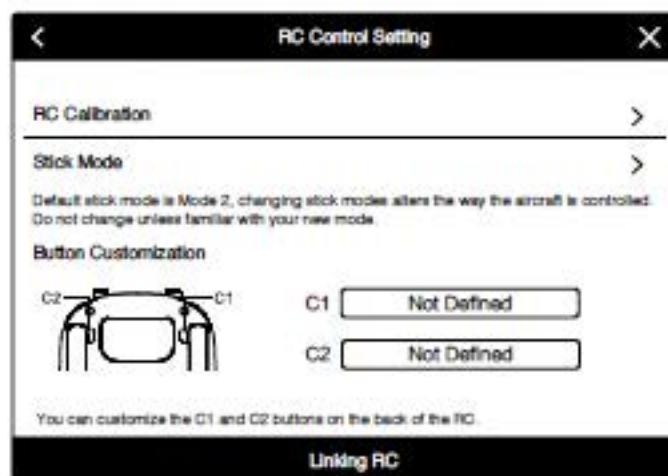 RC Control Setting
RC Calibration
Stick Mode
Default stick mode is Mode 2, changing stick modes alters the way the aircraft is controlled.
Do not change unless familiar with your new mode.
Button Customization
C2 C1
C1 Not Defined
C2 Not Defined
You can customize the C1 and C2 buttons on the back of the RC.
Linking RC